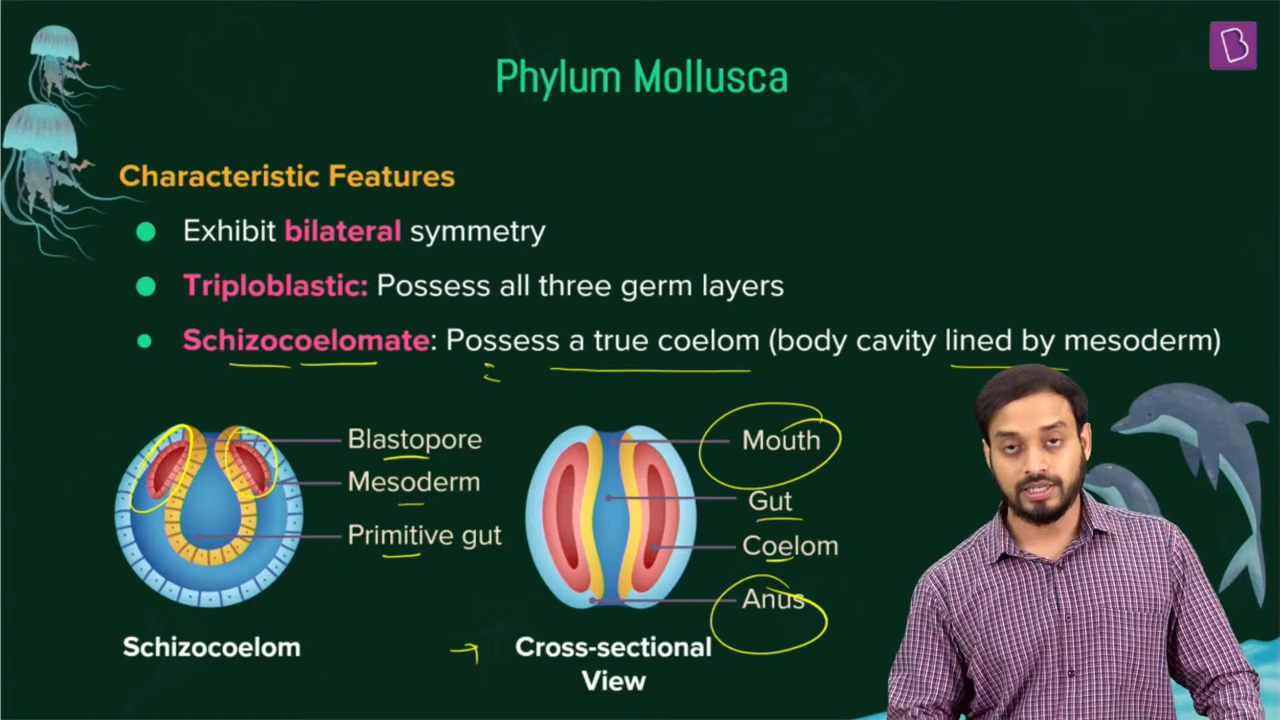 Phylum Mollusca
Characteristic Features
Exhibit bilateral symmetry
Triploblastic: Possess all three germ layers
Schizocoelomate: Possess a true coelom (body cavity lined by mesoderm)
Blastopore
Mesoderm
Primitive gut
Schizocoelom
Mouth
Gut
Coelom
Anus
Cross-sectional
View
B